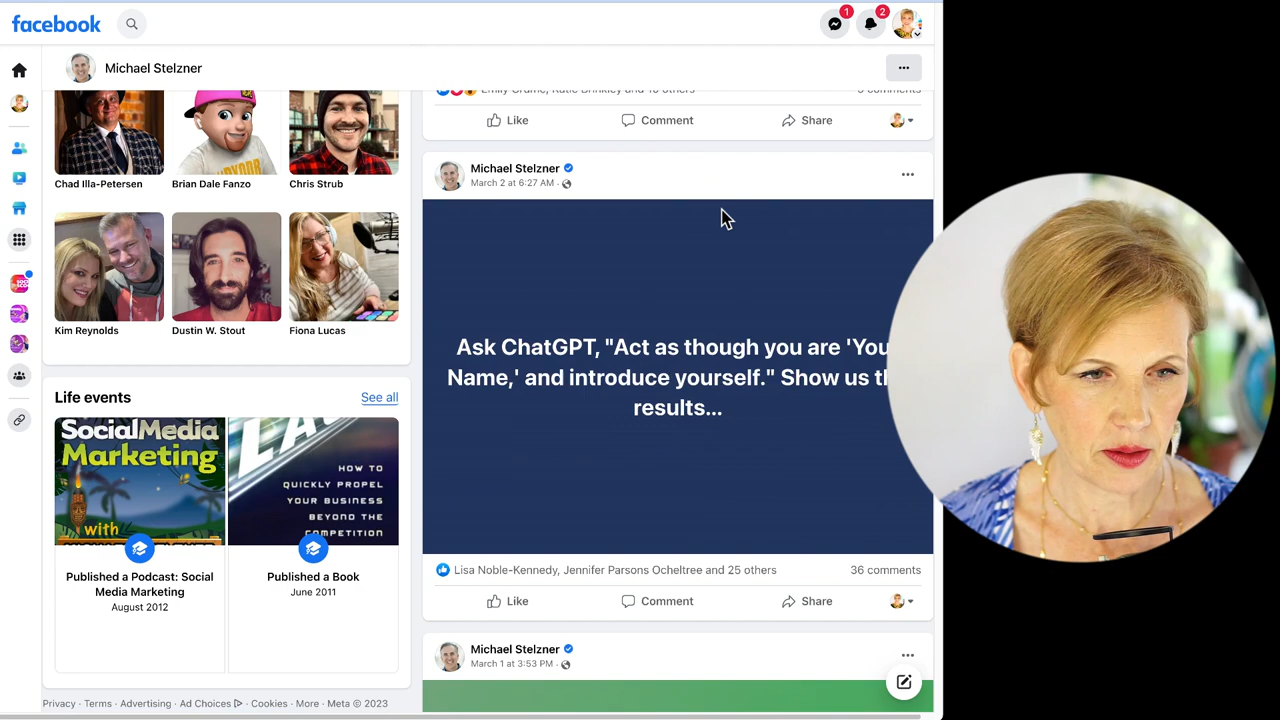 facebook
1
2
Michael Stelzner
Chad Illa-Petersen
Brian Dale Fanzo
Chris Strub
Kim Reynolds
Dustin W. Stout
Fiona Lucas
Life events
See all
SocialMedia
Marketing
with
HOW TO
QUICKLY PROPEL
YOUR BUSINESS
BEYOND THE
COMPETITION
Published a Podcast: Social
Media Marketing
August 2012
Published a Book
June 2011
Privacy · Terms · Advertising · Ad Choices · Cookies · More · Meta © 2023
Like
Comment
Share
Michael Stelzner
March 2 at 6:27 AM ·
Ask ChatGPT, "Act as though you are 'You
Name,' and introduce yourself." Show us th
results...
Lisa Noble-Kennedy, Jennifer Parsons Ocheltree and 25 others
36 comments
Like
Comment
Share
Michael Stelzner
March 1 at 3:53 PM ·